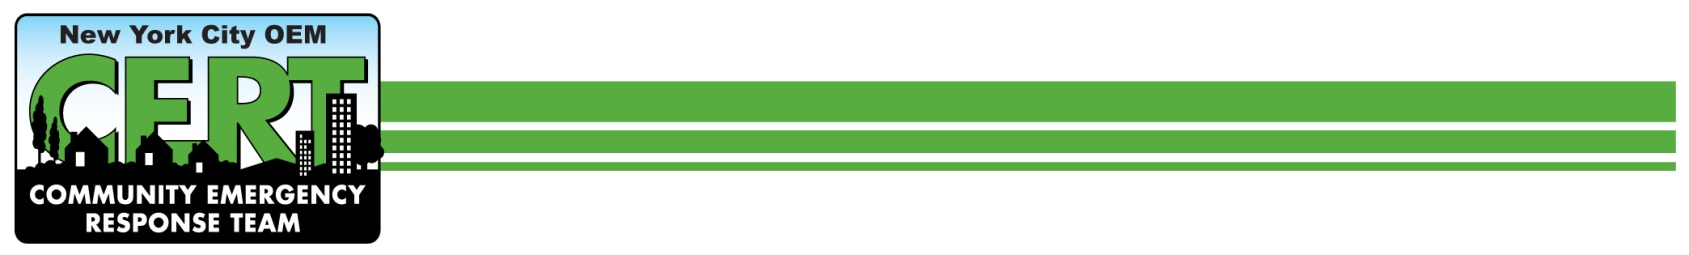 New York City OEM
CERT
COMMUNITY EMERGENCY
RESPONSE TEAM